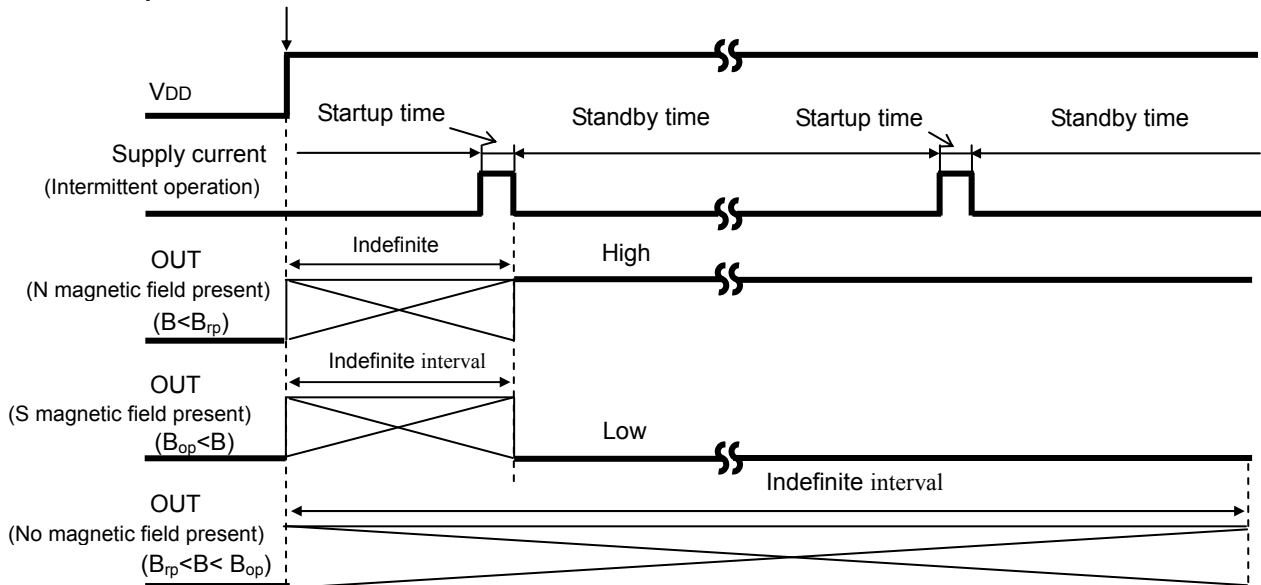 VDD
Startup time
Standby time
Startup time
Standby time
Supply current
(Intermittent operation)
Indefinite
OUT
High
(N magnetic field present)
(B<Brp)
Indefinite interval
OUT
(S magnetic field present)
(Bop<B)
Low
Indefinite interval
OUT
(No magnetic field present)
(Brp<B< Bop)